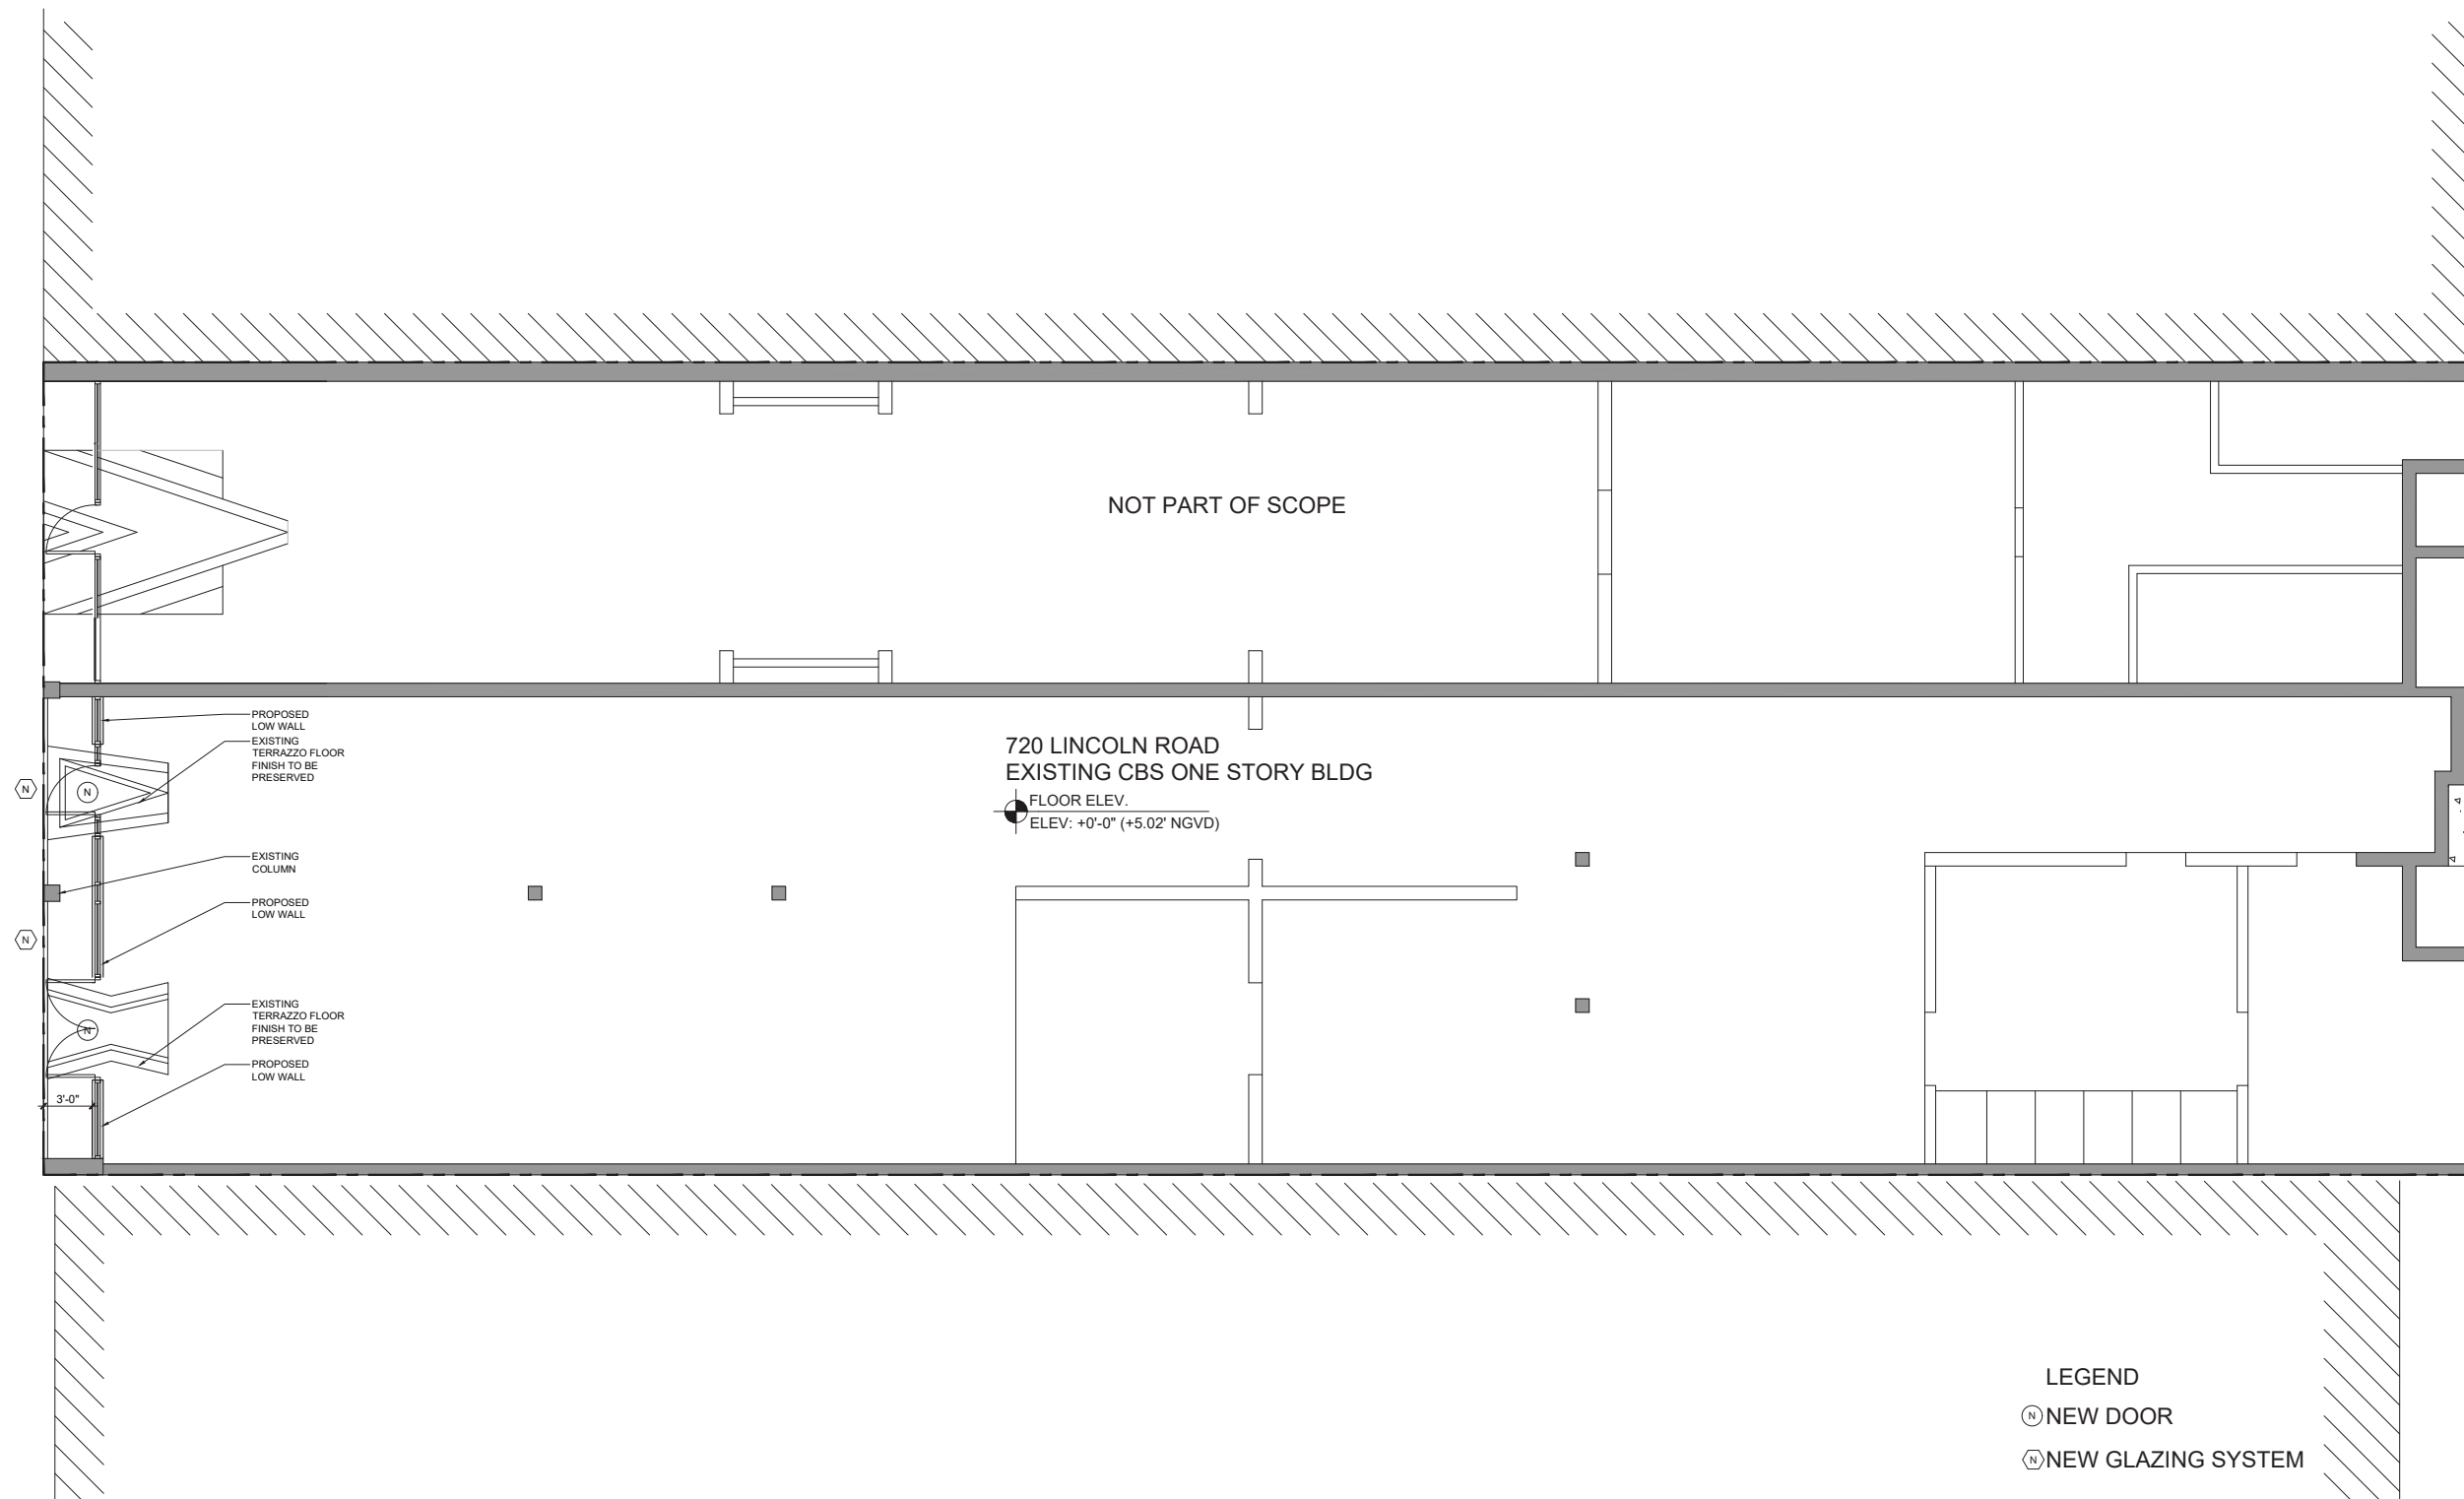 NOT PART OF SCOPE
PROPOSED
LOW WALL
EXISTING
TERRAZZO FLOOR
FINISH TO BE
PRESERVED
720 LINCOLN ROAD
EXISTING CBS ONE STORY BLDG
FLOOR ELEV.
ELEV: +0'-0" (+5.02' NGVD)
N
N
EXISTING
COLUMN
PROPOSED
LOW WALL
N
EXISTING
TERRAZZO FLOOR
FINISH TO BE
PRESERVED
N
PROPOSED
LOW WALL
3'-0"
LEGEND
N NEW DOOR
N NEW GLAZING SYSTEM